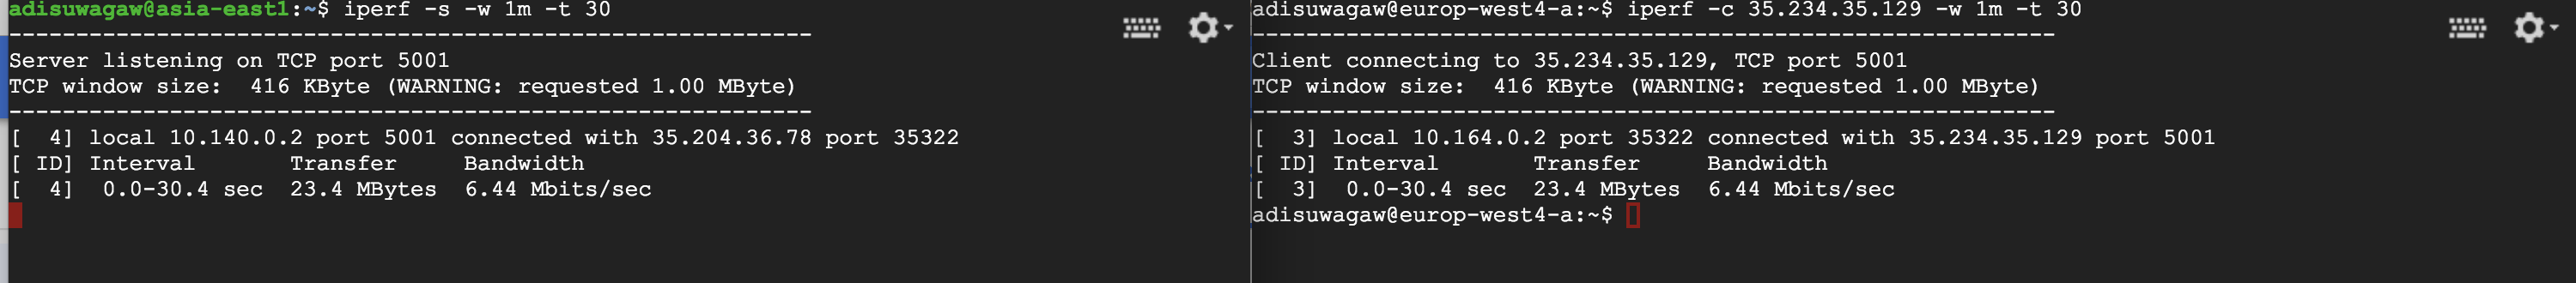 adisuwagaw@asia-east1:~$ iperf -s -w 1m -t 30
------------------------------------------------------------
Server listening on TCP port 5001
TCP window size:  416 KByte (WARNING: requested 1.00 MByte)
------------------------------------------------------------
[  4] local 10.140.0.2 port 5001 connected with 35.204.36.78 port 35322
[ ID] Interval       Transfer     Bandwidth
[  4]  0.0-30.4 sec  23.4 MBytes  6.44 Mbits/sec
adisuwagaw@europ-west4-a:~$ iperf -c 35.234.35.129 -w 1m -t 30
------------------------------------------------------------
Client connecting to 35.234.35.129, TCP port 5001
TCP window size:  416 KByte (WARNING: requested 1.00 MByte)
------------------------------------------------------------
[  3] local 10.164.0.2 port 35322 connected with 35.234.35.129 port 5001
[ ID] Interval       Transfer     Bandwidth
[  3]  0.0-30.4 sec  23.4 MBytes  6.44 Mbits/sec
adisuwagaw@europ-west4-a:~$